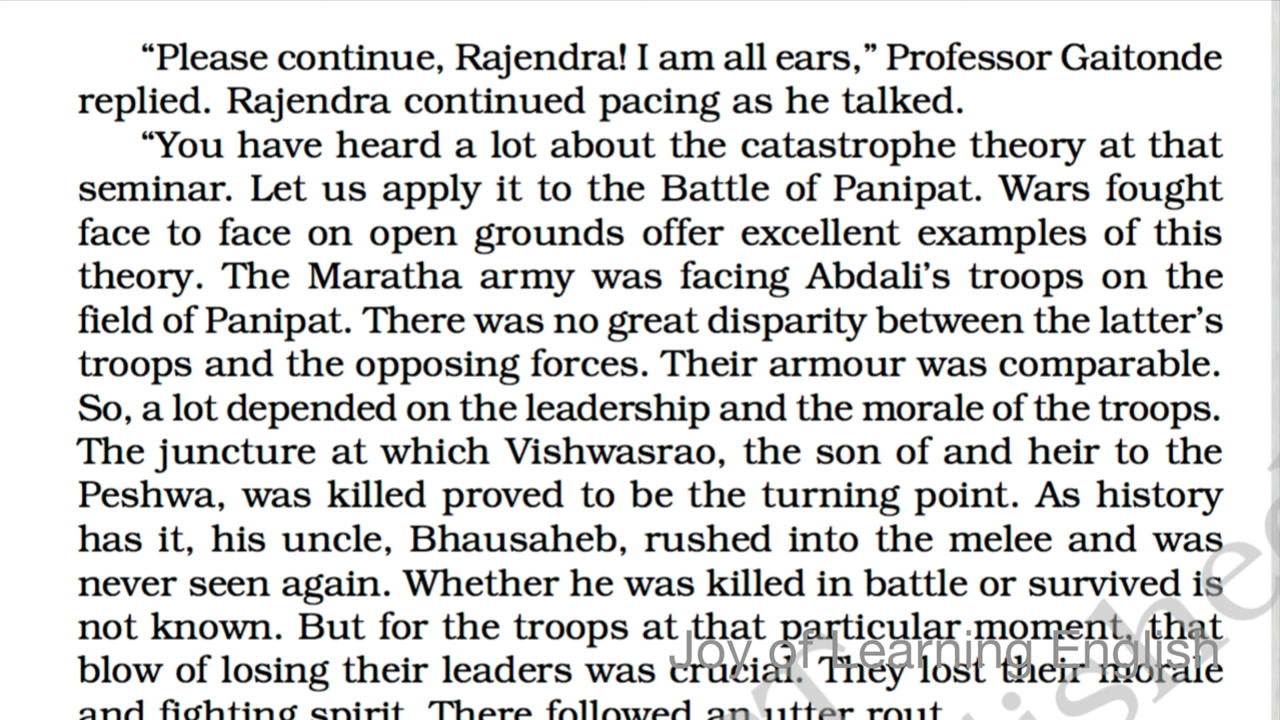 “Please continue, Rajendra! I am all ears,” Professor Gaitonde
replied. Rajendra continued pacing as he talked.
“You have heard a lot about the catastrophe theory at that
seminar. Let us apply it to the Battle of Panipat. Wars fought
face to face on open grounds offer excellent examples of this
theory. The Maratha army was facing Abdali’s troops on the
field of Panipat. There was no great disparity between the latter’s
troops and the opposing forces. Their armour was comparable.
So, a lot depended on the leadership and the morale of the troops.
The juncture at which Vishwasrao, the son of and heir to the
Peshwa, was killed proved to be the turning point. As history
has it, his uncle, Bhausaheb, rushed into the melee and was
never seen again. Whether he was killed in battle or survived is
not known. But for the troops at that particular moment, that
blow of losing their leaders was crucial. They lost their morale
and fighting spirit. There followed an utter rout.
Joy of Learning English